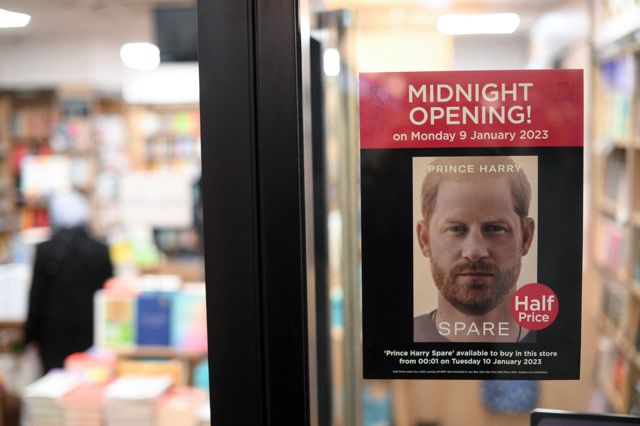 MIDNIGHT
OPENING!
on Monday 9 January 2023
PRINCE HARRY
Half
Price
SPARE
'Prince Harry Spare' available to buy in this store
from 00:01 on Tuesday 10 January 2023